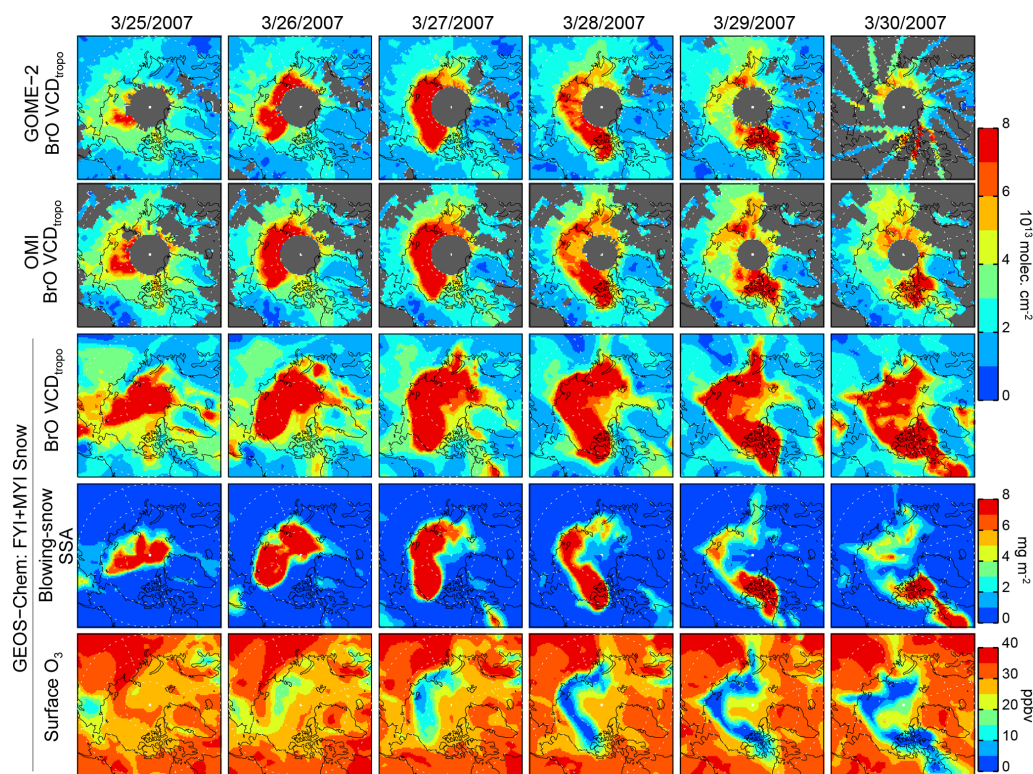 3/25/2007 3/26/2007 3/27/2007 3/28/2007 3/29/2007 3/30/2007
GOME−2
BrO VCDtropo
OMI
BrO VCDtropo
8
6
4
2
0
10¹³ molec. cm⁻²
GEOS−Chem: FYI+MYI Snow
BrO VCDtropo
Blowing-snow
SSA
8
6
4
2
0
mg m⁻²
Surface O₃
40
30
20
10
0
ppbv